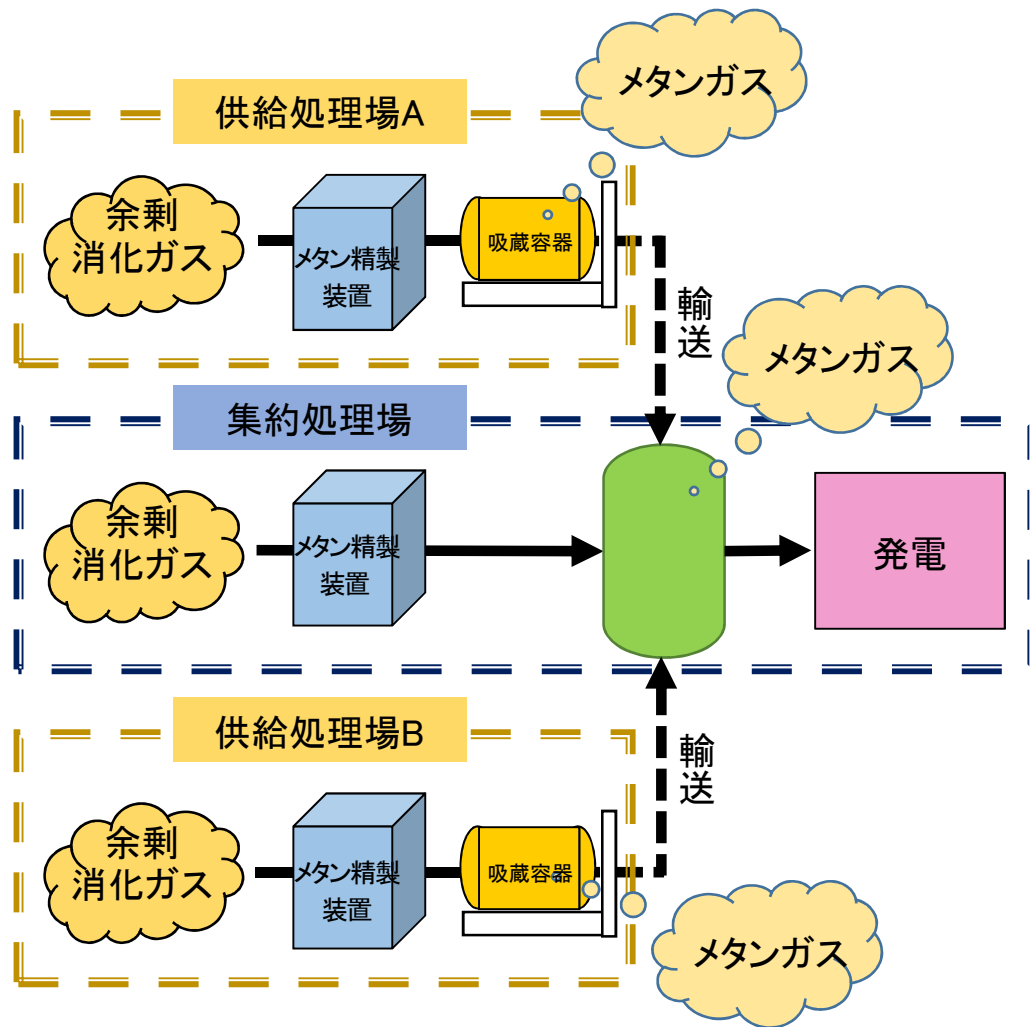 メタンガス
供給処理場A
余剰
消化ガス
メタン精製
装置
吸蔵容器
輸送
メタンガス
集約処理場
余剰
消化ガス
メタン精製
装置
発電
供給処理場B
輸送
余剰
消化ガス
メタン精製
装置
吸蔵容器
メタンガス